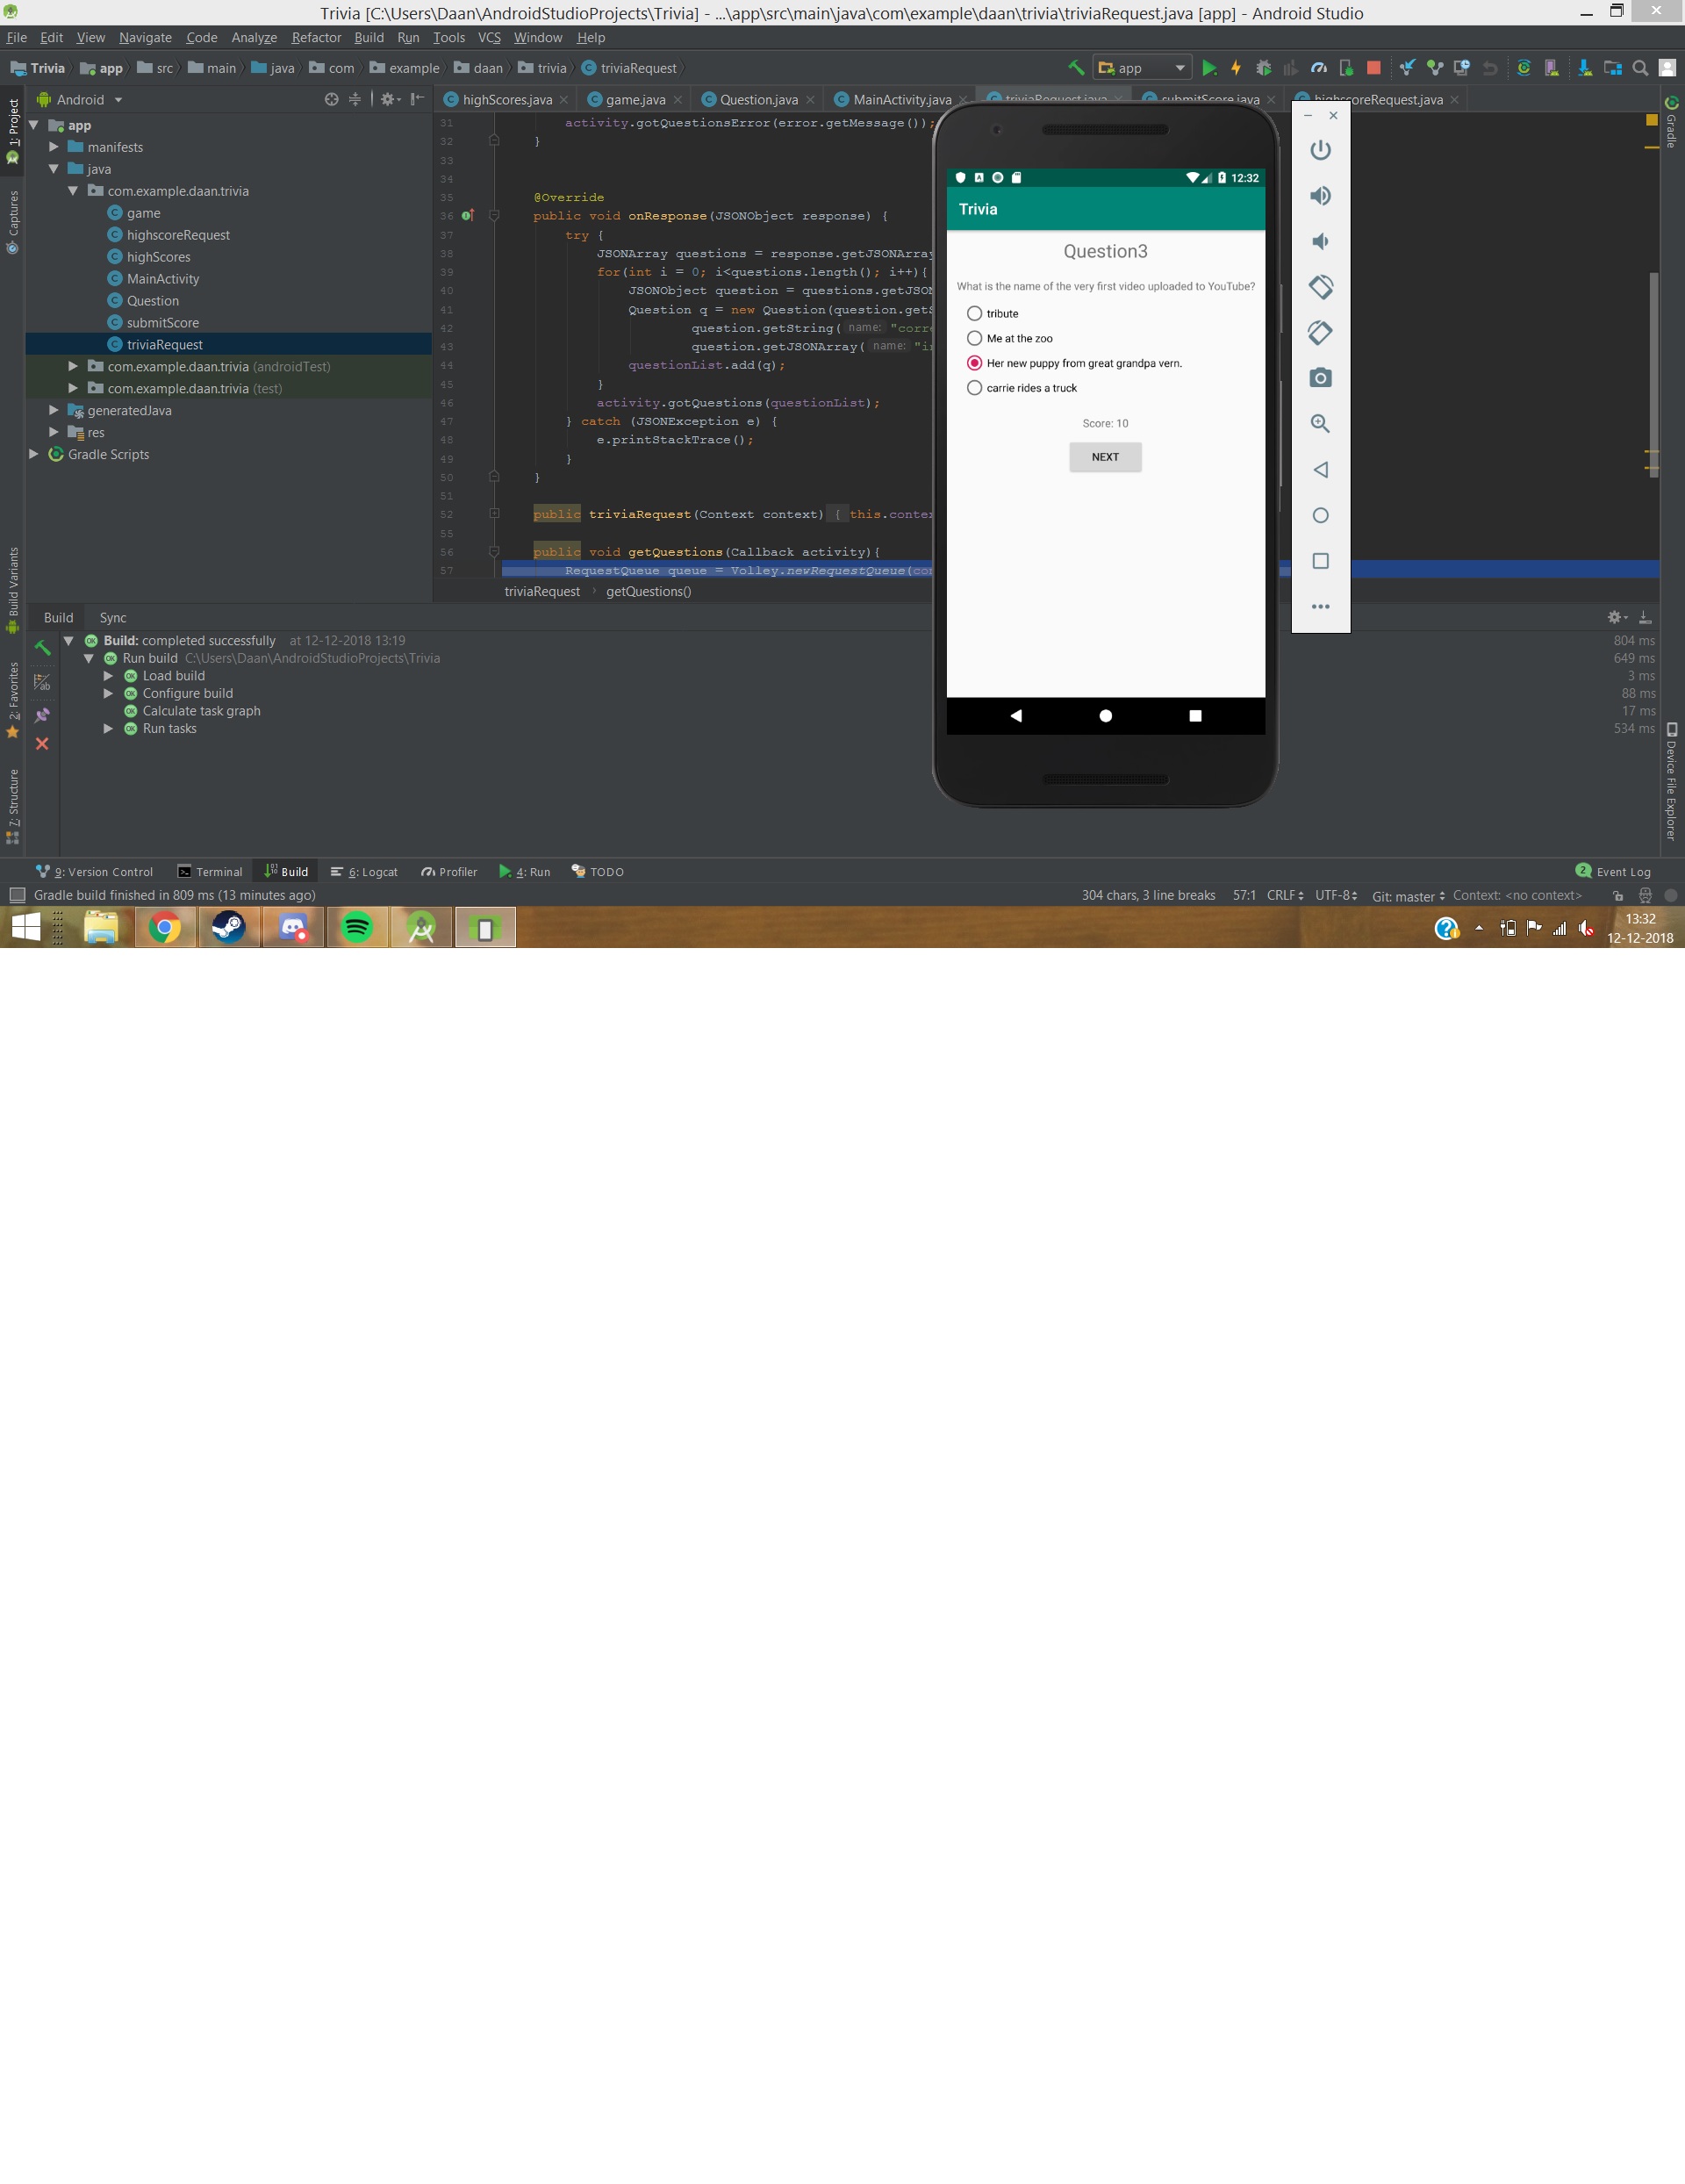 Trivia [C:\Users\Daan\AndroidStudioProjects\Trivia] - ...\app\src\main\java\com\example\daan\trivia\triviaRequest.java [app] - Android Studio
File Edit View Navigate Code Analyze Refactor Build Run Tools VCS Window Help
Trivia app src main java com example daan trivia triviaRequest
app
Android
highScores.java game.java Question.java MainActivity.java triviaRequest.java submitScore.java highscoreRequest.java
1: Project
Captures
Build Variants
2: Favorites
7: Structure
app
manifests
java
com.example.daan.trivia
game
highscoreRequest
highScores
MainActivity
Question
submitScore
triviaRequest
com.example.daan.trivia (androidTest)
com.example.daan.trivia (test)
generatedJava
res
Gradle Scripts
31 activity.gotQuestionsError(error.getMessage());
32 }
33
34
35 @Override
36 public void onResponse(JSONObject response) {
37 try {
38 JSONArray questions = response.getJSONArray
39 for(int i = 0; i<questions.length(); i++){
40 JSONObject question = questions.getJSON
41 Question q = new Question(question.getS
42 question.getString( name: "corre
43 question.getJSONArray( name: "in
44 questionList.add(q);
45 }
46 activity.gotQuestions(questionList);
47 } catch (JSONException e) {
48 e.printStackTrace();
49 }
50 }
51
52 public triviaRequest(Context context) { this.contex
55
56 public void getQuestions(Callback activity){
57 RequestQueue queue = Volley.newRequestQueue(con
triviaRequest getQuestions()
12:32
Trivia
Question3
What is the name of the very first video uploaded to YouTube?
tribute
Me at the zoo
Her new puppy from great grandpa vern.
carrie rides a truck
Score: 10
NEXT
Gradle
Device File Explorer
Build Sync
Build: completed successfully at 12-12-2018 13:19 804 ms
Run build C:\Users\Daan\AndroidStudioProjects\Trivia 649 ms
Load build 3 ms
Configure build 88 ms
Calculate task graph 17 ms
Run tasks 534 ms
9: Version Control Terminal Build 6: Logcat Profiler 4: Run TODO 2 Event Log
Gradle build finished in 809 ms (13 minutes ago) 304 chars, 3 line breaks 57:1 CRLF UTF-8 Git: master Context: <no context>
13:32
12-12-2018